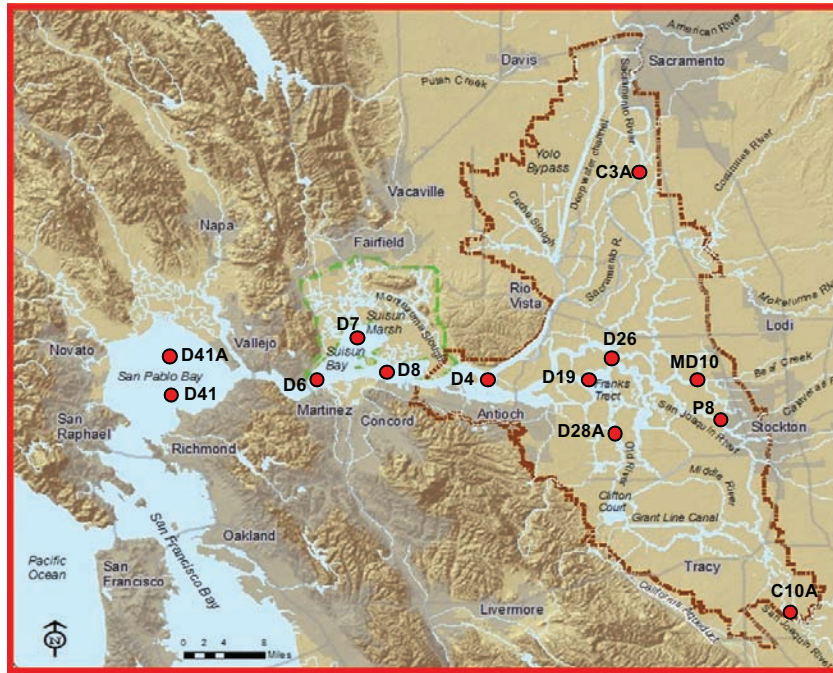 American River
Davis
Sacramento
Putah Creek
Sacramento River
Deep water channel
Yolo
Bypass
C3A
Cosumnes River
Vacaville
Cache Slough
Napa
Fairfield
Sacramento R.
Rio
Vista
Mokelumne River
Montezuma Slough
D7
Suisun
Marsh
Lodi
Vallejo
Novato
D41A
Suisun
Bay
D26
MD10
Bear Creek
San Pablo Bay
D6
D8
D4
D19
Franks
Tract
Calaveras River
D41
Martinez
Concord
Antioch
P8
San Joaquin River
Stockton
San
Raphael
Richmond
D28A
Old River
Middle
River
Clifton
Court
Grant Line Canal
San Francisco Bay
Oakland
Pacific
Ocean
San
Francisco
Tracy
California Aqueduct
C10A
Livermore
San Joaquin River
N
0 2 4 8
Miles